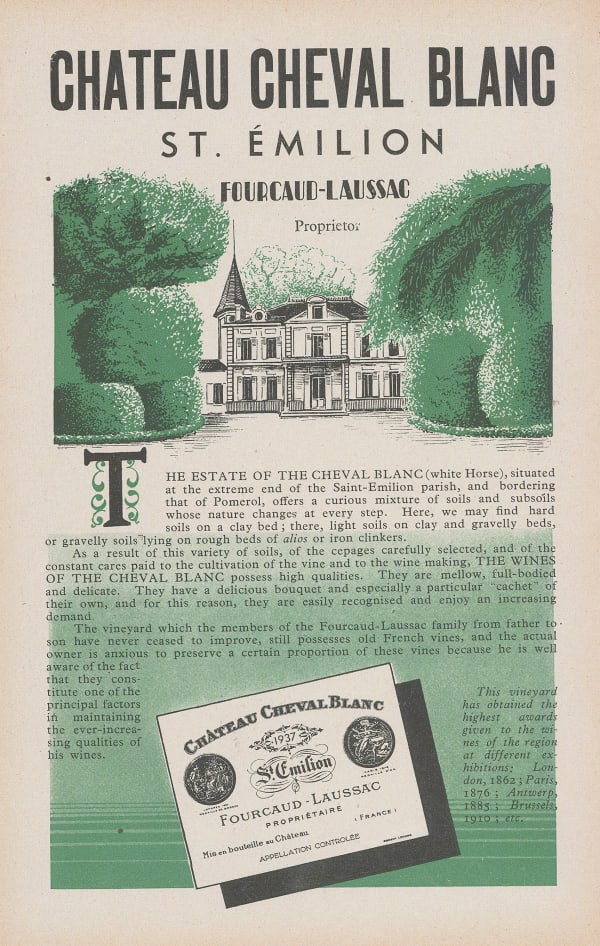 CHATEAU CHEVAL BLANC
ST. ÉMILION
FOURCAUD-LAUSSAC
Proprietor
THE ESTATE OF THE CHEVAL BLANC (white Horse), situated
at the extreme end of the Saint-Emilion parish, and bordering
that of Pomerol, offers a curious mixture of soils and subsoils
whose nature changes at every step. Here, we may find hard
soils on a clay bed ; there, light soils on clay and gravelly beds,
or gravelly soils lying on rough beds of alios or iron clinkers.
As a result of this variety of soils, of the cepages carefully selected, and of the
constant cares paid to the cultivation of the vine and to the wine making, THE WINES
OF THE CHEVAL BLANC possess high qualities. They are mellow, full-bodied
and delicate. They have a delicious bouquet and especially a particular “cachet” of
their own, and for this reason, they are easily recognised and enjoy an increasing
demand.
The vineyard which the members of the Fourcaud-Laussac family from father to
son have never ceased to improve, still possesses old French vines, and the actual
owner is anxious to preserve a certain proportion of these vines because he is well
aware of the fact
that they cons-
titute one of the
principal factors
in maintaining
the ever-increa-
sing qualities of
his wines.
CHÂTEAU CHEVAL BLANC
1937
St. Emilion
FOURCAUD-LAUSSAC
PROPRIÉTAIRE
Mis en bouteille au Château
(FRANCE)
APPELLATION CONTROLÉE
This vineyard
has obtained the
highest awards
given to the wi-
nes of the region
at different ex-
hibitions; Lon-
don, 1862 ; Paris,
1876 ; Antwerp,
1885 ; Brussels,
1910 ; etc.